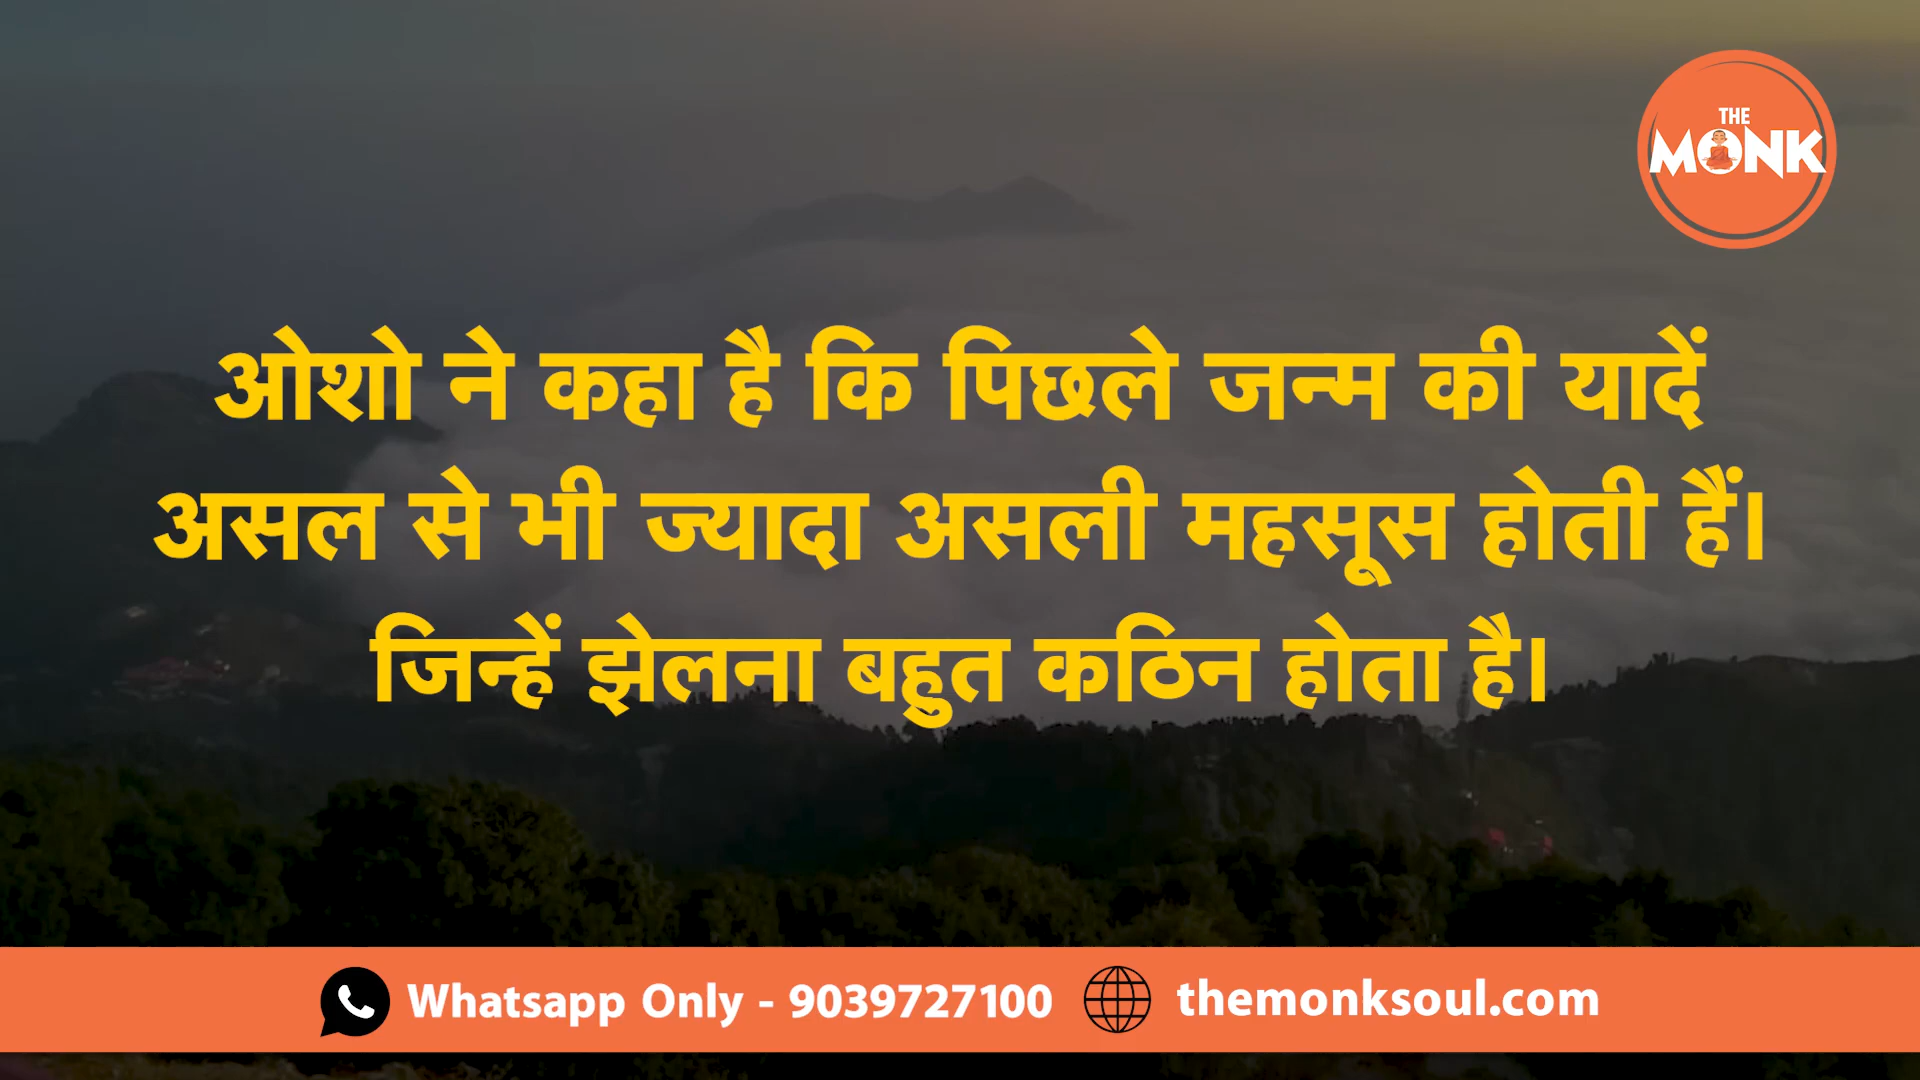 THE
MONK
ओशो ने कहा है कि पिछले जन्म की यादें
असल से भी ज्यादा असली महसूस होती हैं।
जिन्हें झेलना बहुत कठिन होता है।
Whatsapp Only - 9039727100 themonksoul.com